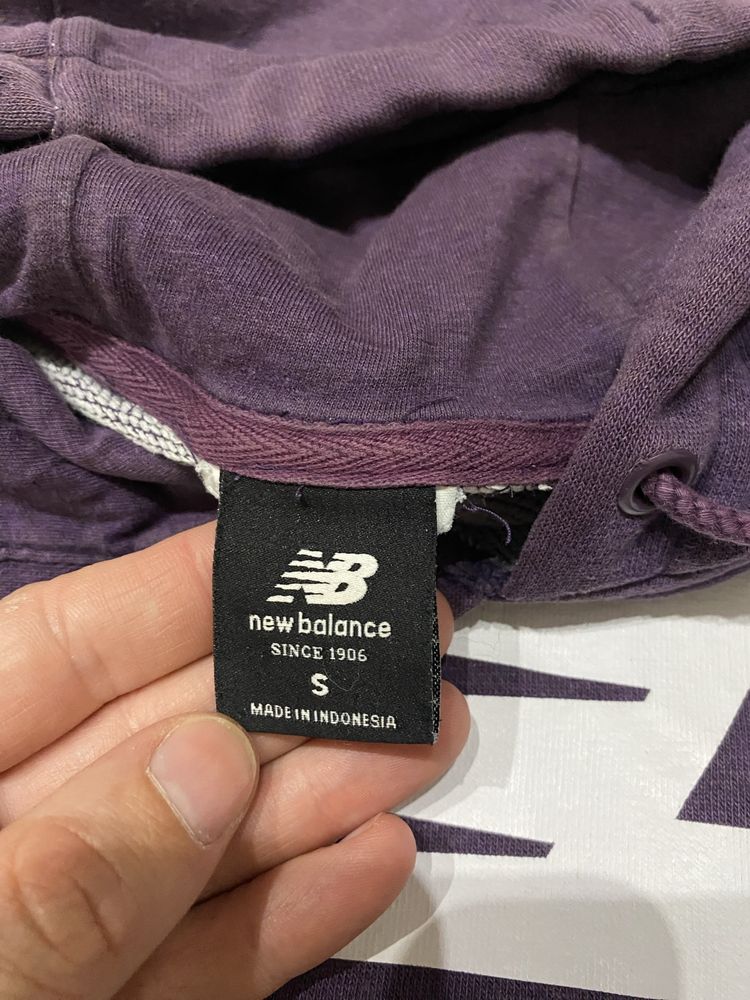 NB
new balance
SINCE 1906
S
MADE IN INDONESIA